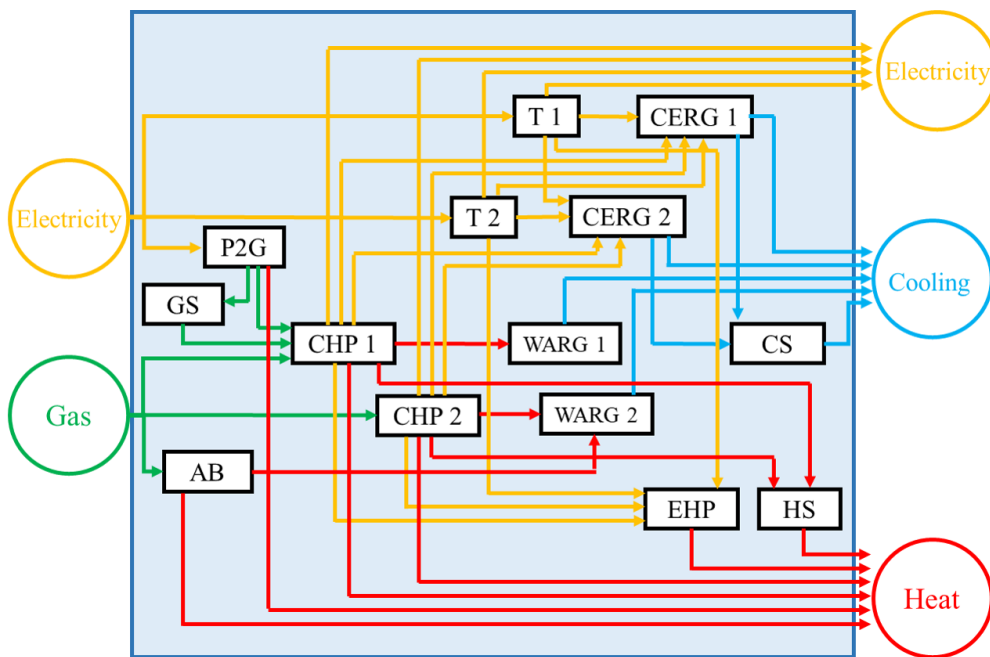 Electricity
T 1
CERG 1
Electricity
T 2
CERG 2
P2G
Cooling
GS
CHP 1
WARG 1
CS
Gas
CHP 2
WARG 2
AB
EHP
HS
Heat